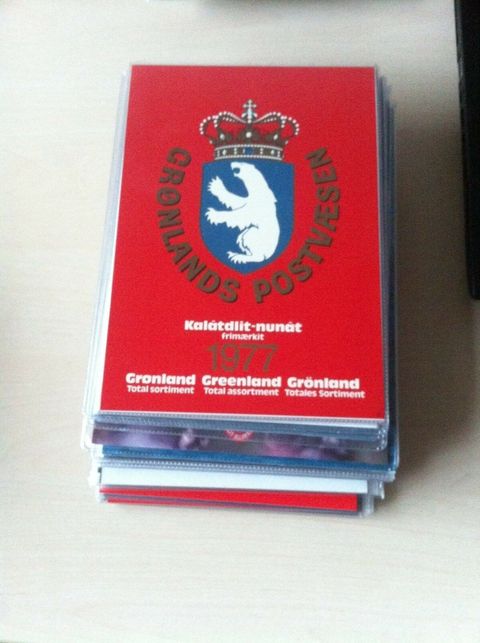 GRØNLANDS POSTVÆSEN
Kalâtdlit-nunât
frimærkit
1977
Grønland Greenland Grönland
Total sortiment Total assortment Totales Sortiment